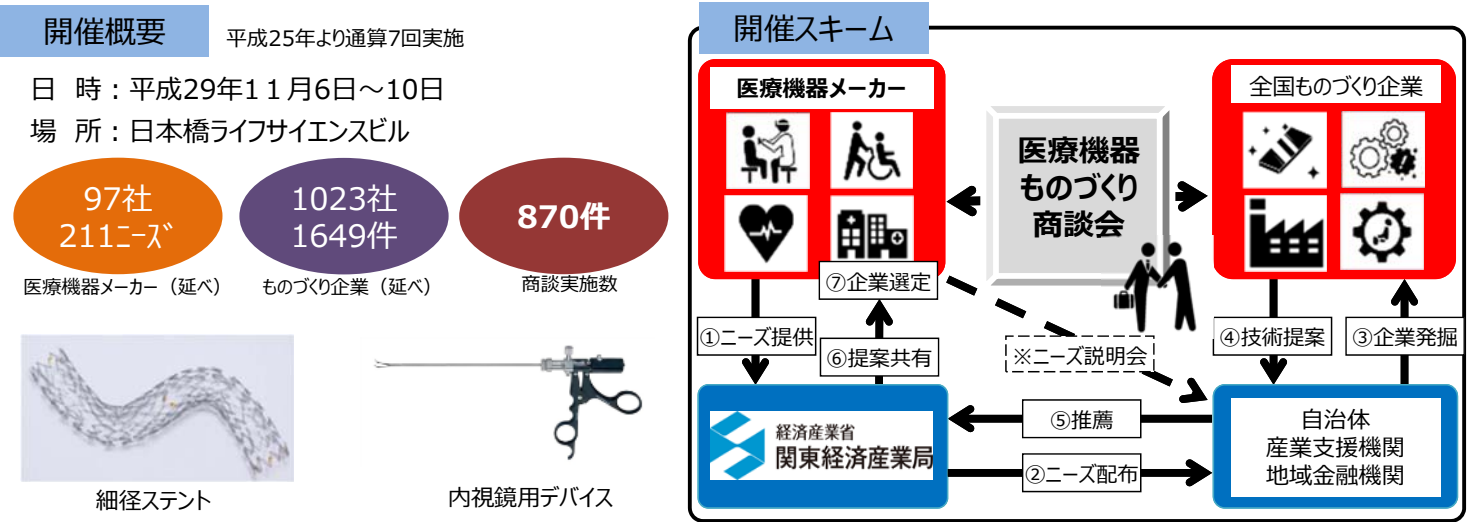 開催概要
平成25年より通算7回実施
日 時：平成29年11月6日～10日
場 所：日本橋ライフサイエンスビル
97社
211ニーズ
医療機器メーカー（延べ）
1023社
1649件
ものづくり企業（延べ）
870件
商談実施数
細径ステント
内視鏡用デバイス
開催スキーム
医療機器メーカー
医療機器
ものづくり
商談会
全国ものづくり企業
①ニーズ提供
⑦企業選定
⑥提案共有
※ニーズ説明会
④技術提案
③企業発掘
経済産業省
関東経済産業局
⑤推薦
②ニーズ配布
自治体
産業支援機関
地域金融機関